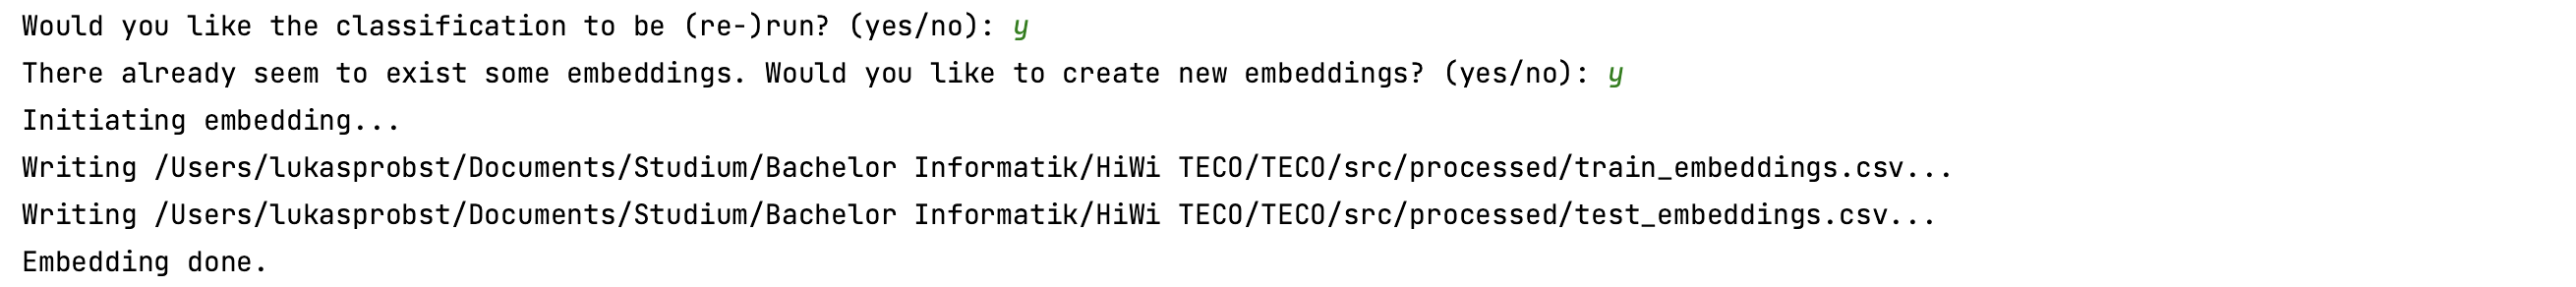 Would you like the classification to be (re-)run? (yes/no): y
There already seem to exist some embeddings. Would you like to create new embeddings? (yes/no): y
Initiating embedding...
Writing /Users/lukasprobst/Documents/Studium/Bachelor Informatik/HiWi TECO/TECO/src/processed/train_embeddings.csv...
Writing /Users/lukasprobst/Documents/Studium/Bachelor Informatik/HiWi TECO/TECO/src/processed/test_embeddings.csv...
Embedding done.